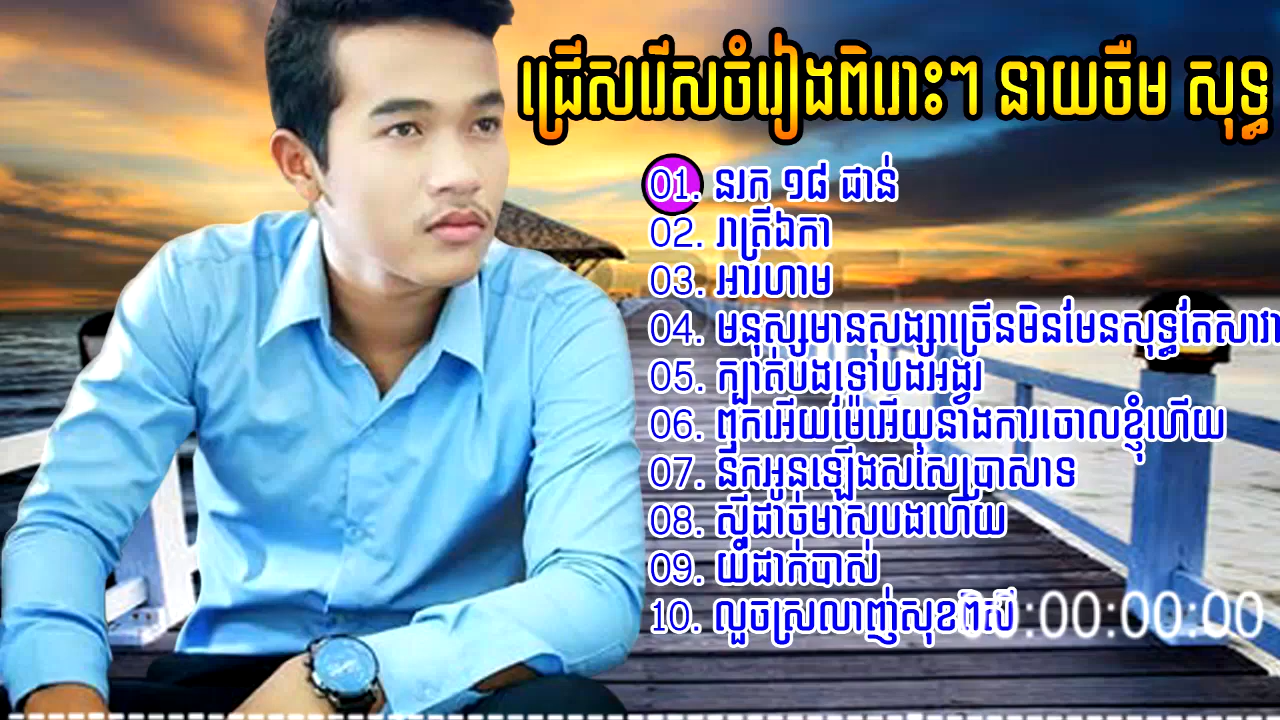 ជ្រើសរើសចំរៀងពិរោះៗ នាយចឺម សុទ្ធ
01. នរក ១៨ ជាន់
02. រាត្រីឯកា
03. អារហាម
04. មនុស្សមានសុង្សាច្រើនមិនមែនសុទ្ធតែសាវា
05. ក្បាត់បងទៅបងអង្វរ
06. ពុកអើយម៉ែអើយនាងការចោលខ្ញុំហើយ
07. នឹកអូនឡើងសសៃប្រាសាទ
08. ស្មីដាច់មាសបងហើយ
09. យំដាក់បាស់
10. លួចស្រលាញ់សុខពិសី
:00:00:00